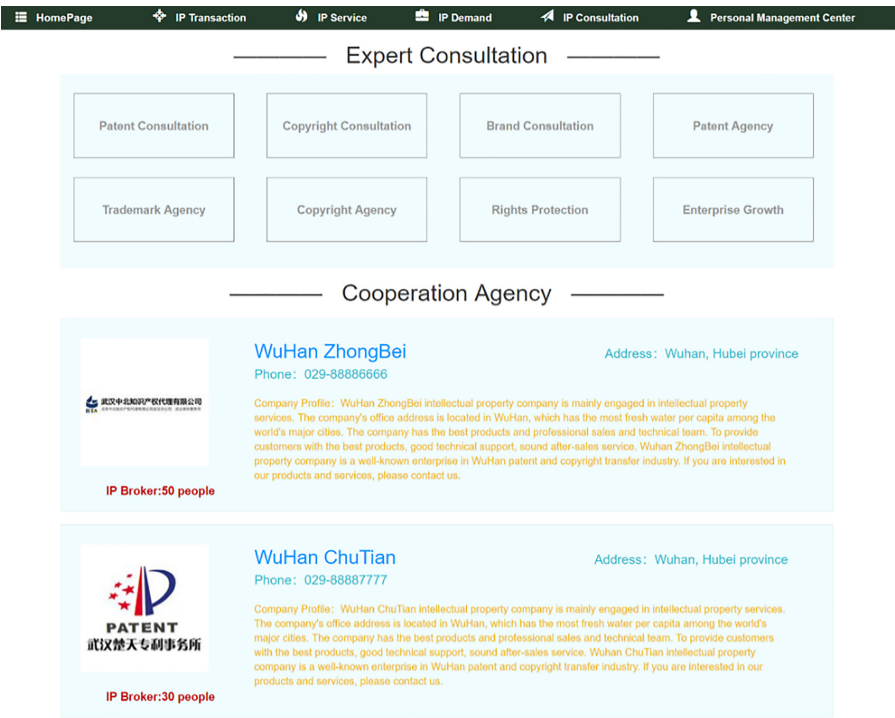 HomePage IP Transaction IP Service IP Demand IP Consultation Personal Management Center
Expert Consultation
Patent Consultation Copyright Consultation Brand Consultation Patent Agency
Trademark Agency Copyright Agency Rights Protection Enterprise Growth
Cooperation Agency
WuHan ZhongBei
Address：Wuhan, Hubei province
Phone：029-88886666
武汉中北知识产权代理有限公司
Company Profile：WuHan ZhongBei intellectual property company is mainly engaged in intellectual property
services. The company's office address is located in WuHan, which has the most fresh water per capita among the
world's major cities. The company has the best products and professional sales and technical team. To provide
customers with the best products, good technical support, sound after-sales service. Wuhan ZhongBei intellectual
property company is a well-known enterprise in WuHan patent and copyright transfer industry. If you are interested in
our products and services, please contact us.
IP Broker:50 people
WuHan ChuTian
Address：Wuhan, Hubei province
Phone：029-88887777
PATENT
武汉楚天专利事务所
Company Profile：WuHan ChuTian intellectual property company is mainly engaged in intellectual property services.
The company's office address is located in WuHan, which has the most fresh water per capita among the world's
major cities. The company has the best products and professional sales and technical team. To provide customers
with the best products, good technical support, sound after-sales service. Wuhan ChuTian intellectual property
company is a well-known enterprise in WuHan patent and copyright transfer industry. If you are interested in our
products and services, please contact us.
IP Broker:30 people